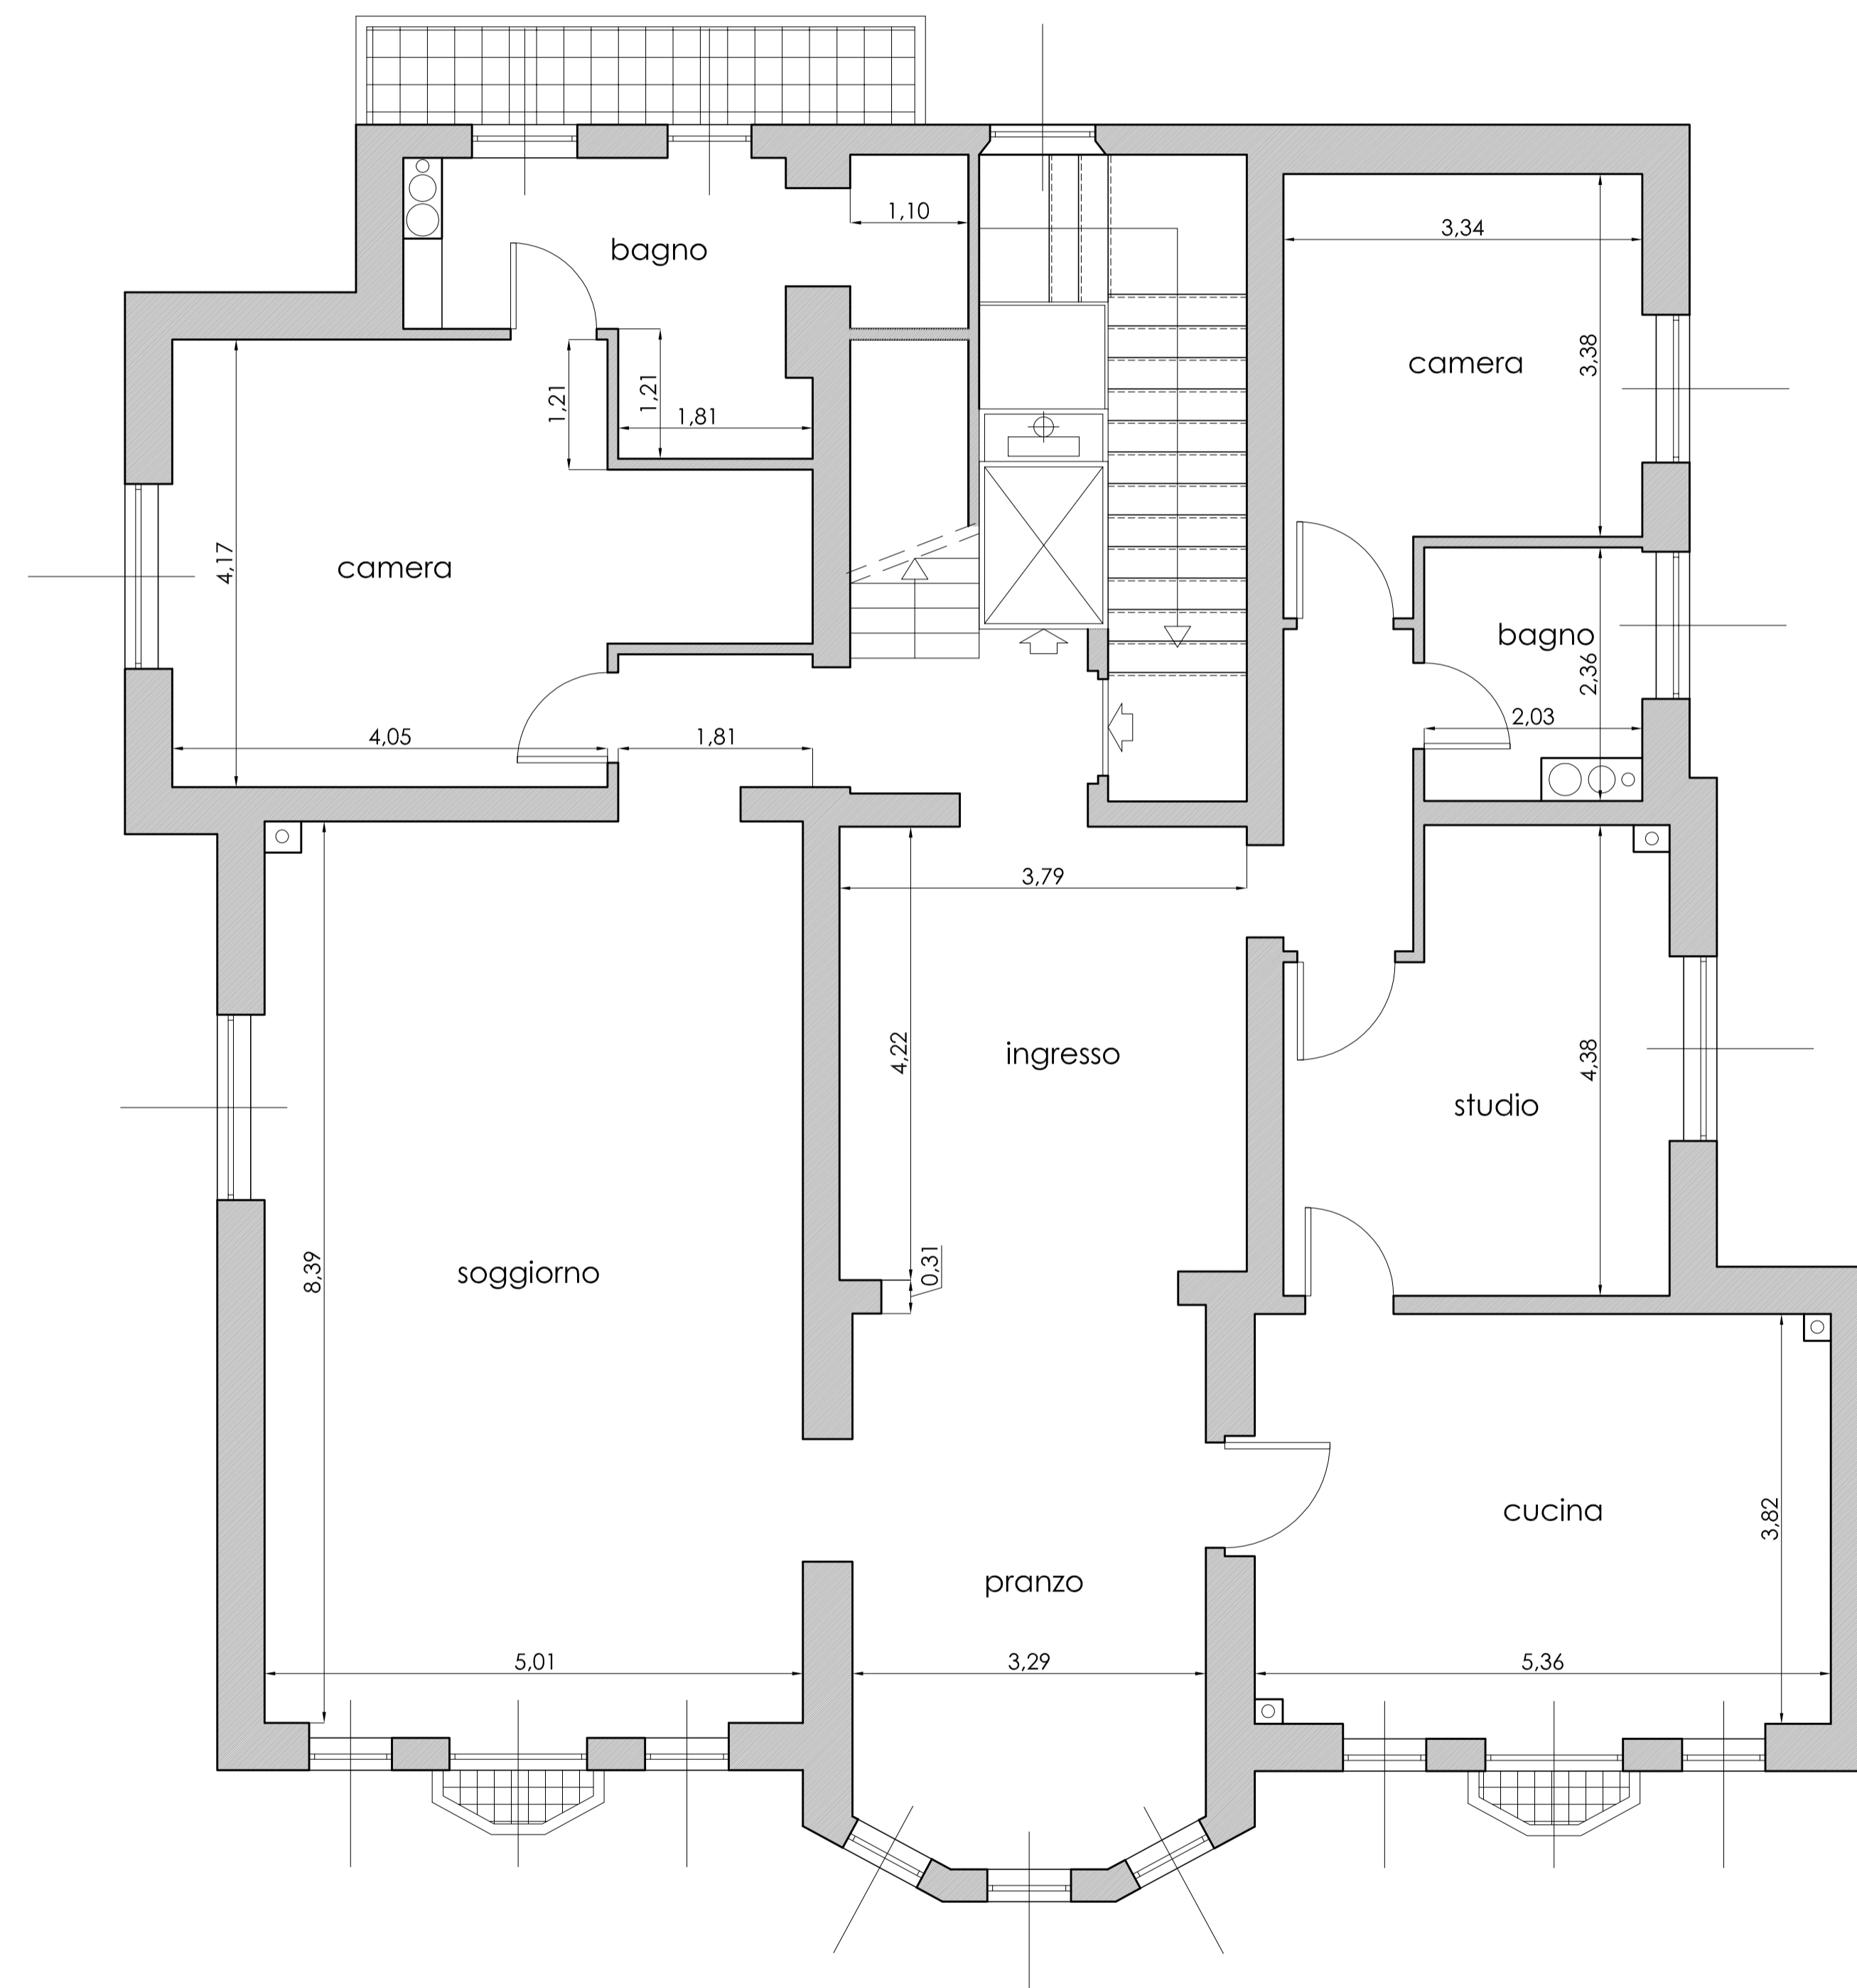 1,10
3,34
bagno
camera
3,38
1,21
1,21
1,81
4,17
camera
bagno
2,36
2,03
4,05
1,81
3,79
4,22
ingresso
4,38
studio
0,31
8,39
soggiorno
cucina
3,82
pranzo
5,01
3,29
5,36